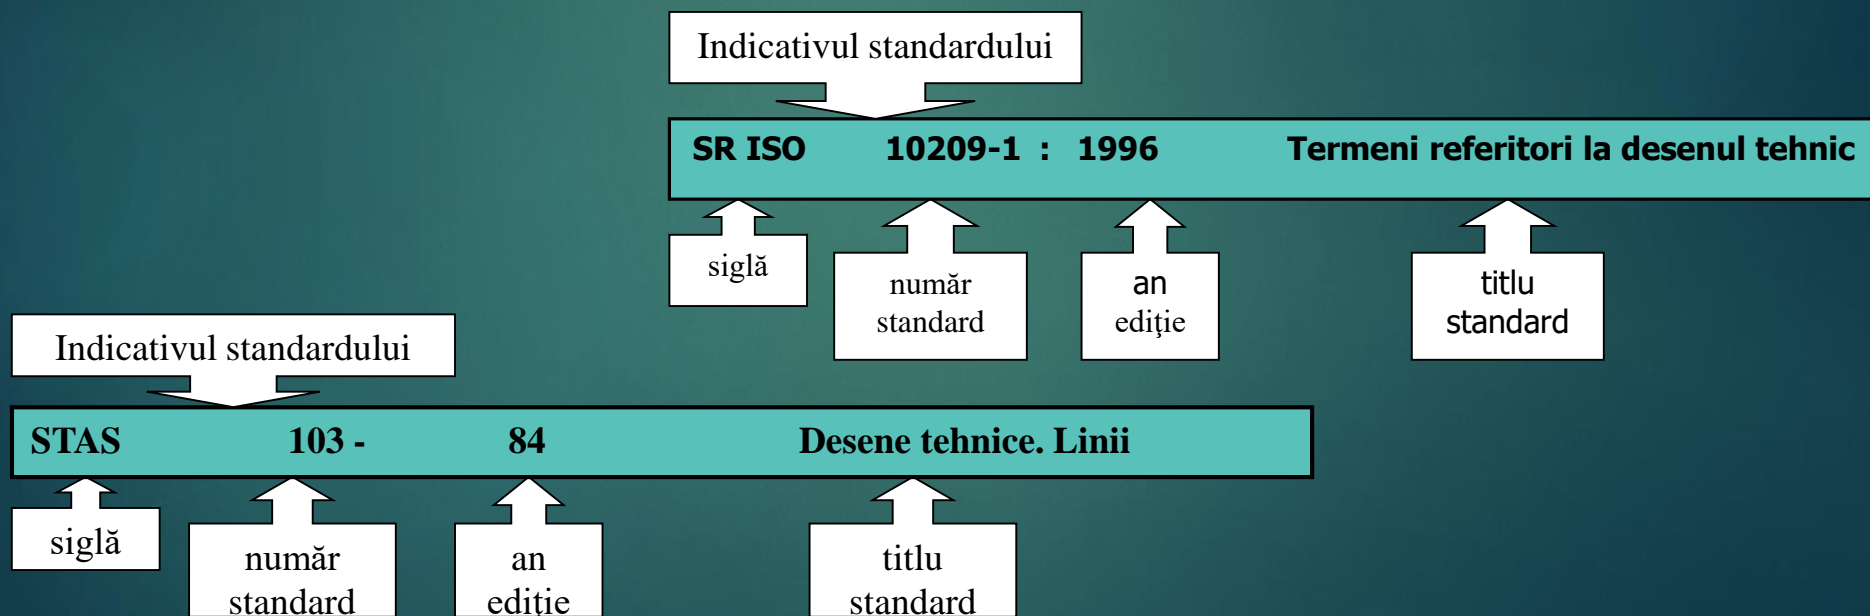 Indicativul standardului
SR ISO 10209-1 : 1996 Termeni referitori la desenul tehnic
siglă
număr
standard
an
ediţie
titlu
standard
Indicativul standardului
STAS 103 - 84 Desene tehnice. Linii
siglă
număr
standard
an
ediţie
titlu
standard